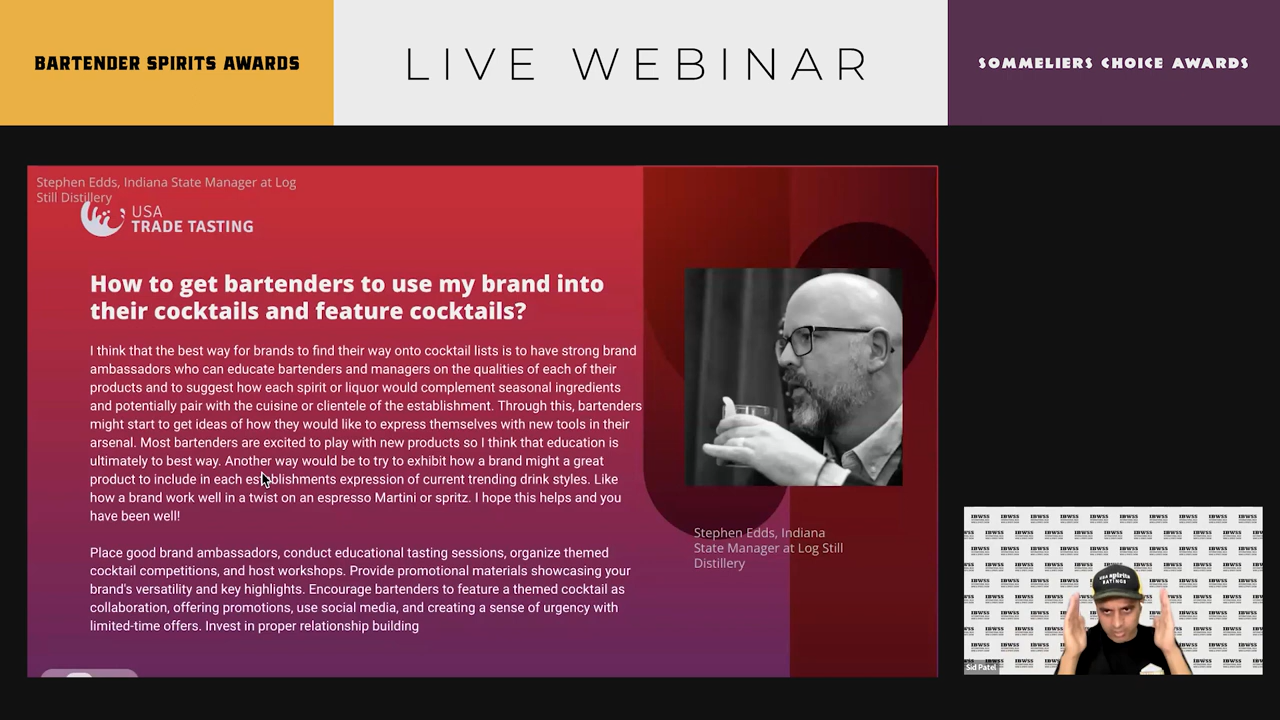 BARTENDER SPIRITS AWARDS
LIVE WEBINAR
SOMMELIERS CHOICE AWARDS
Stephen Edds, Indiana State Manager at Log
Still Distillery
USA
TRADE TASTING
How to get bartenders to use my brand into
their cocktails and feature cocktails?
I think that the best way for brands to find their way onto cocktail lists is to have strong brand
ambassadors who can educate bartenders and managers on the qualities of each of their
products and to suggest how each spirit or liquor would complement seasonal ingredients
and potentially pair with the cuisine or clientele of the establishment. Through this, bartenders
might start to get ideas of how they would like to express themselves with new tools in their
arsenal. Most bartenders are excited to play with new products so I think that education is
ultimately to best way. Another way would be to try to exhibit how a brand might a great
product to include in each establishments expression of current trending drink styles. Like
how a brand work well in a twist on an espresso Martini or spritz. I hope this helps and you
have been well!
Place good brand ambassadors, conduct educational tasting sessions, organize themed
cocktail competitions, and host workshops. Provide promotional materials showcasing your
brand's versatility and key highlights. Encourage bartenders to feature a themed cocktail as
collaboration, offering promotions, use social media, and creating a sense of urgency with
limited-time offers. Invest in proper relationship building
Stephen Edds, Indiana
State Manager at Log Still
Distillery
IBWSS
USA spirits
RATINGS
Sid Patel